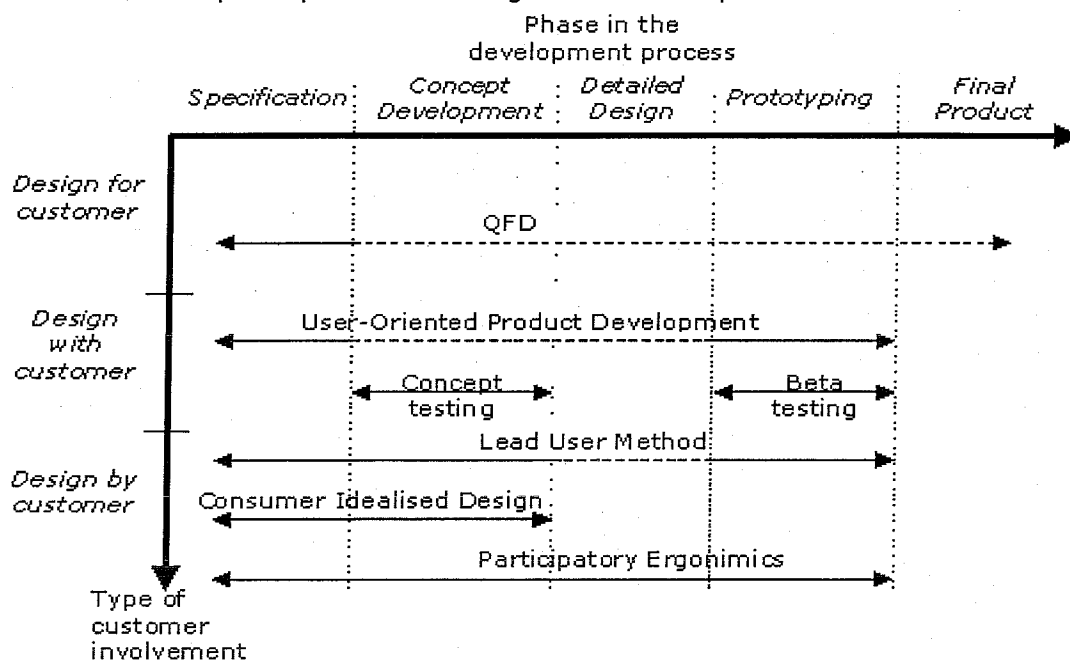 Phase in the
development process
Specification
Concept
Development
Detailed
Design
Prototyping
Final
Product
Design for
customer
QFD
Design
with
customer
User-Oriented Product Development
Concept
testing
Beta
testing
Design by
customer
Lead User Method
Consumer Idealised Design
Participatory Ergonimics
Type of
customer
involvement